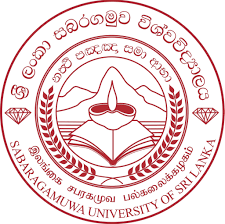 ශ්‍රී ලංකා සබරගමුව විශ්වවිද්‍යාලය
නත්ථි පඤ්ඤා සමා ආභා
இலங்கை சபரகமுவ பல்கலைக்கழகம்
SABARAGAMUWA UNIVERSITY OF SRI LANKA